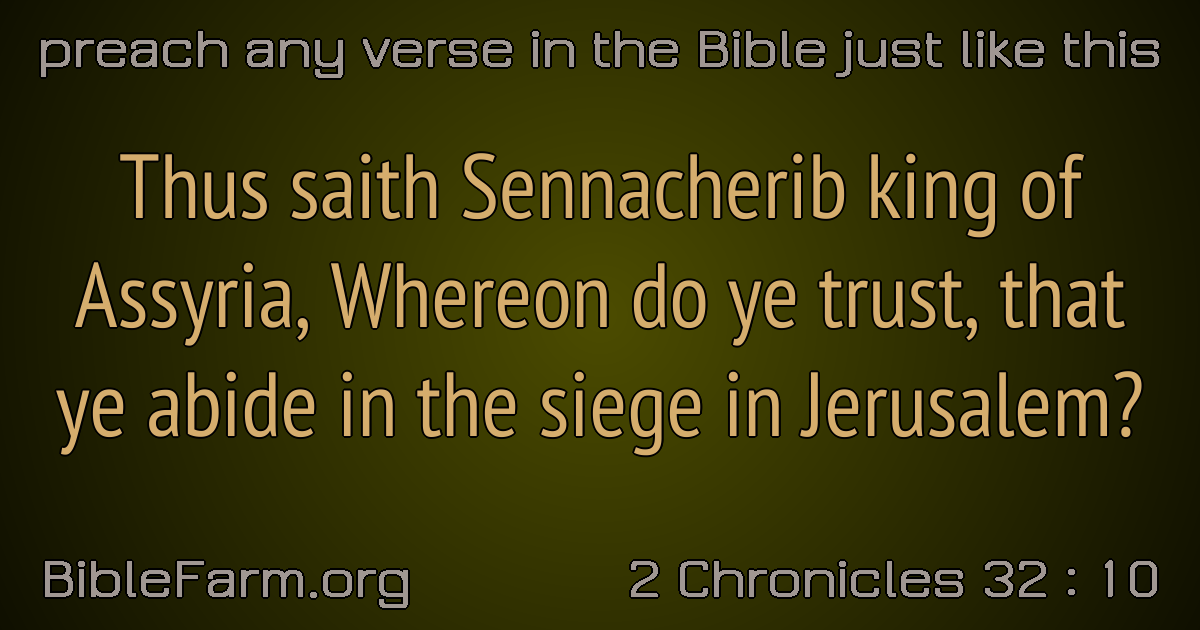 preach any verse in the Bible just like this
Thus saith Sennacherib king of
Assyria, Whereon do ye trust, that
ye abide in the siege in Jerusalem?
BibleFarm.org
2 Chronicles 32 : 10